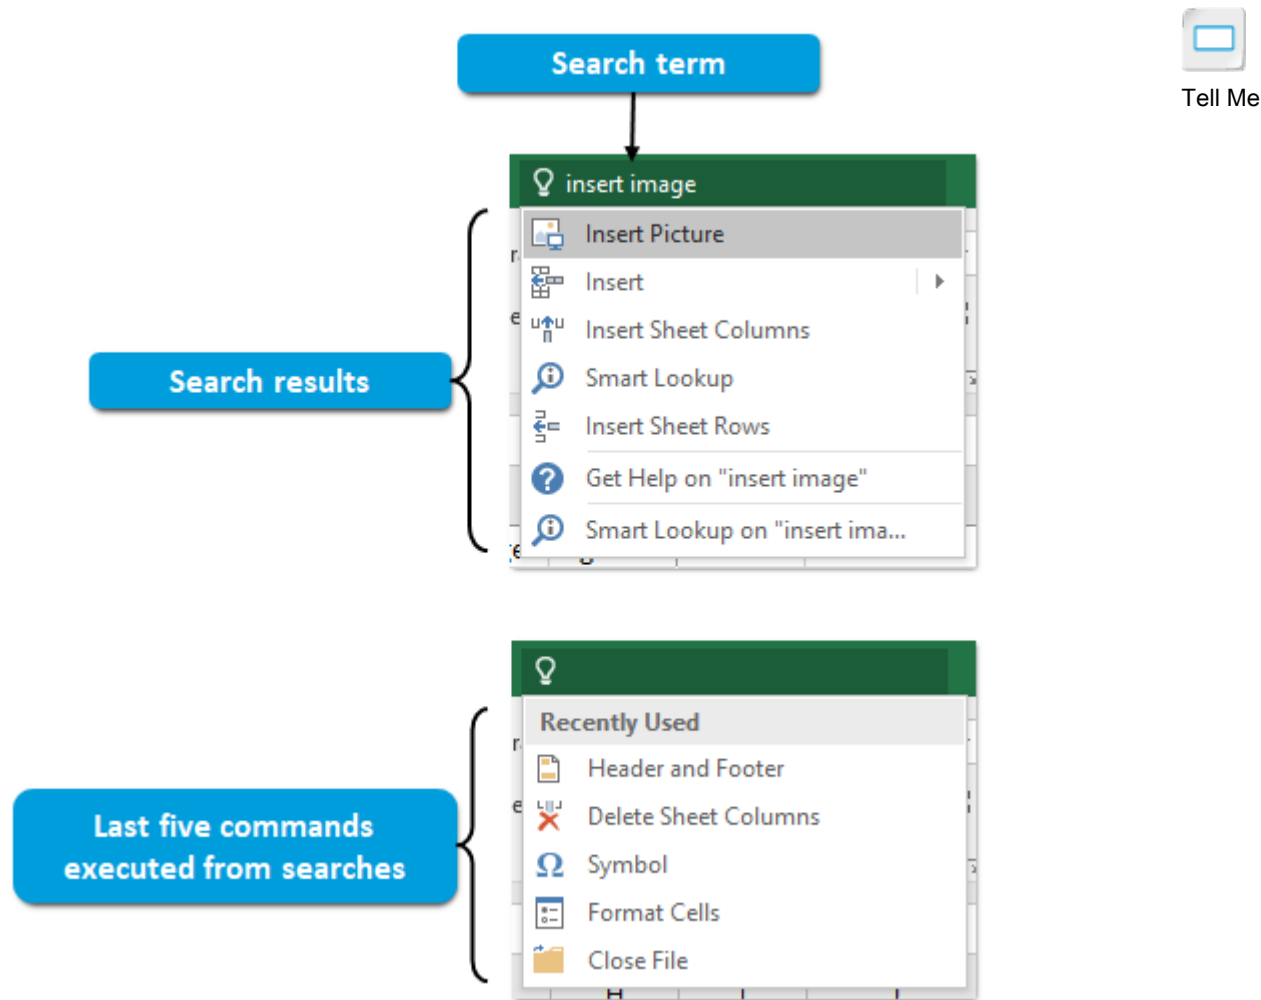 Search term
Tell Me
insert image
Insert Picture
Insert
Insert Sheet Columns
Search results
Smart Lookup
Insert Sheet Rows
Get Help on "insert image"
Smart Lookup on "insert ima...
Recently Used
Header and Footer
Delete Sheet Columns
Last five commands
executed from searches
Symbol
Format Cells
Close File